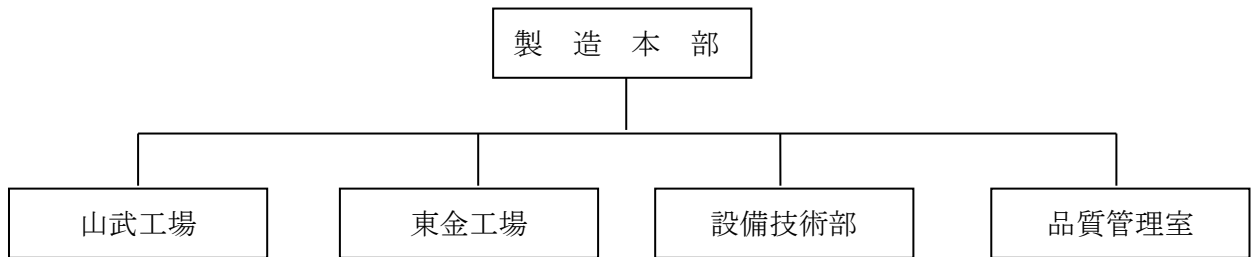 製 造 本 部
山武工場
東金工場
設備技術部
品質管理室